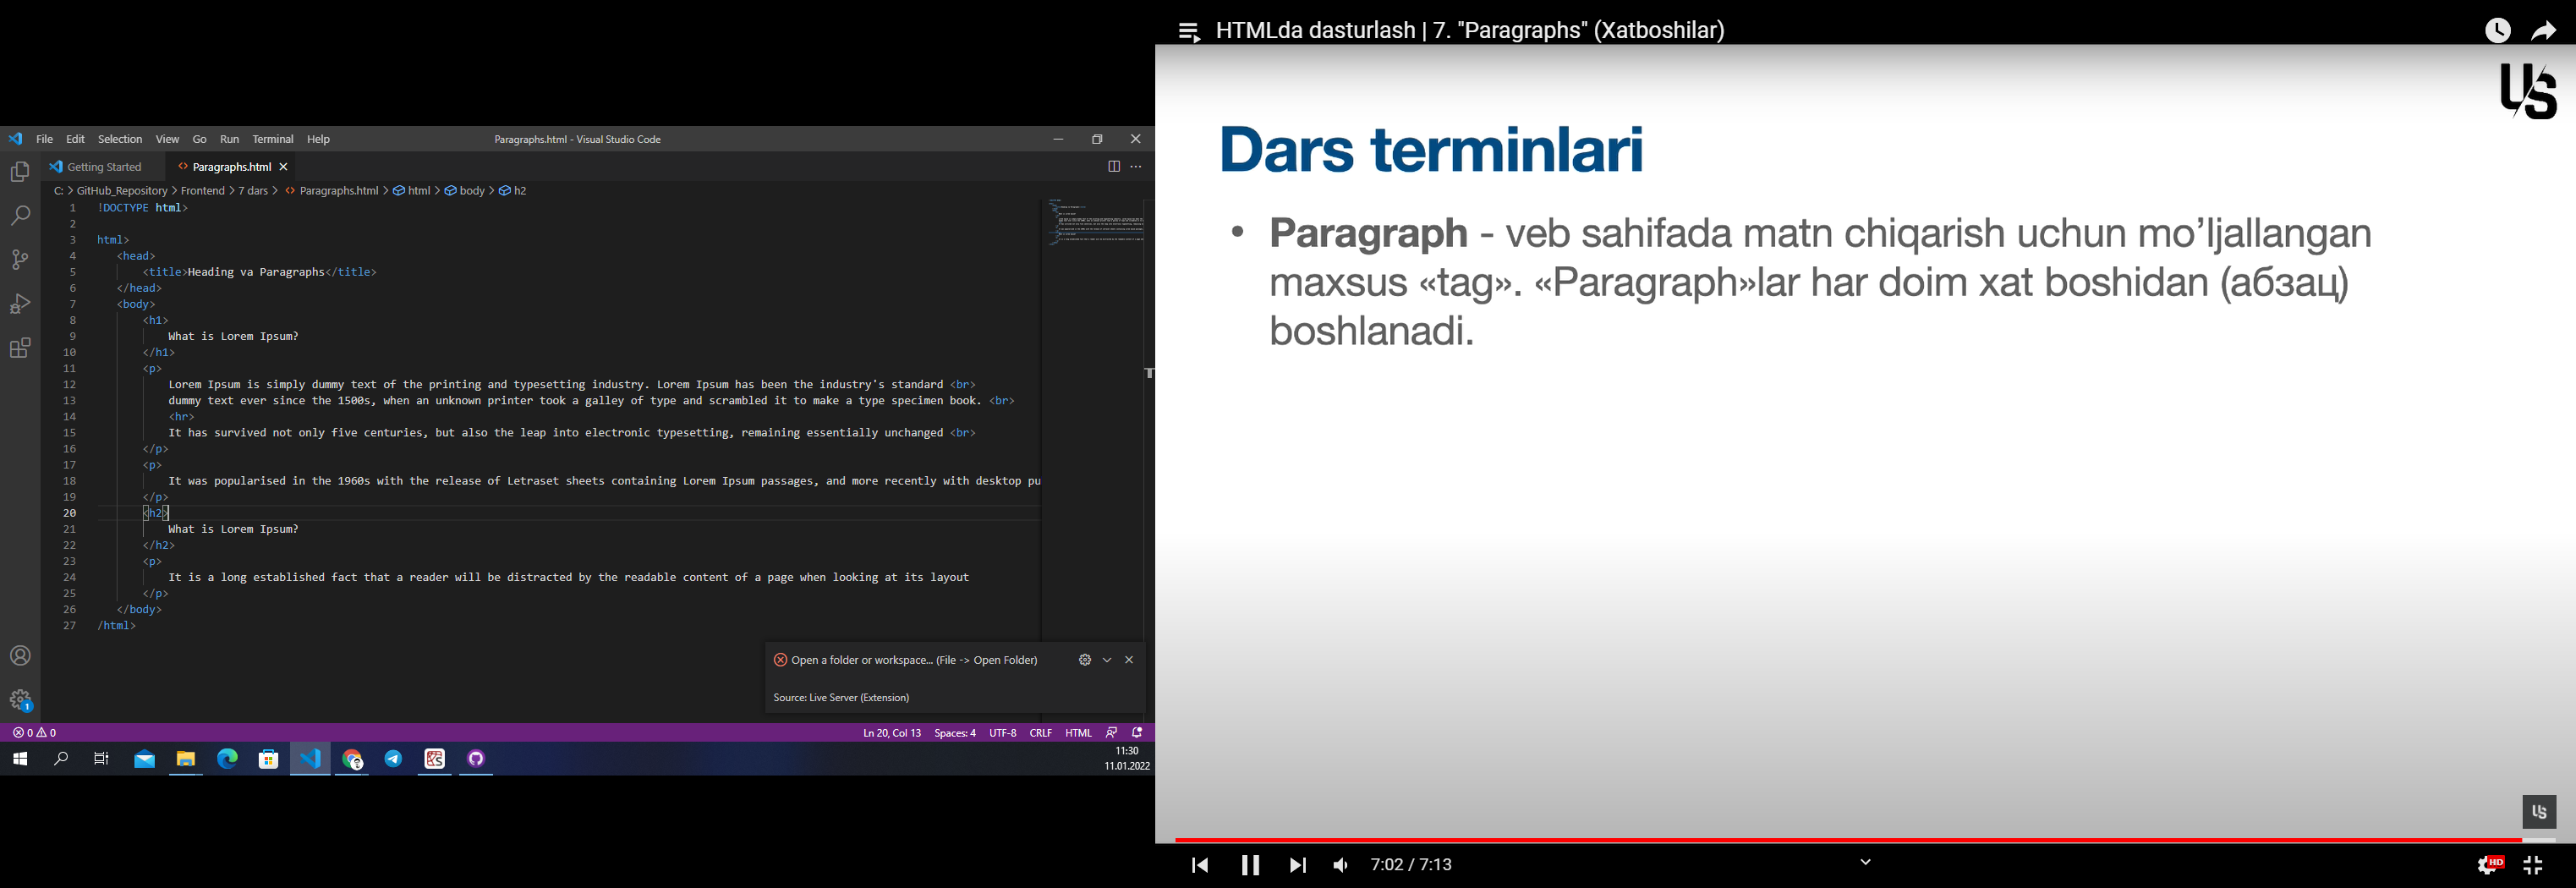 File Edit Selection View Go Run Terminal Help
Paragraphs.html - Visual Studio Code
Getting Started
Paragraphs.html
C: > GitHub_Repository > Frontend > 7 dars > Paragraphs.html > html > body > h2
1 !DOCTYPE html>
2
3 html>
4 <head>
5 <title>Heading va Paragraphs</title>
6 </head>
7 <body>
8 <h1>
9 What is Lorem Ipsum?
10 </h1>
11 <p>
12 Lorem Ipsum is simply dummy text of the printing and typesetting industry. Lorem Ipsum has been the industry's standard <br>
13 dummy text ever since the 1500s, when an unknown printer took a galley of type and scrambled it to make a type specimen book. <br>
14 <hr>
15 It has survived not only five centuries, but also the leap into electronic typesetting, remaining essentially unchanged <br>
16 </p>
17 <p>
18 It was popularised in the 1960s with the release of Letraset sheets containing Lorem Ipsum passages, and more recently with desktop pu
19 </p>
20 <h2>
21 What is Lorem Ipsum?
22 </h2>
23 <p>
24 It is a long established fact that a reader will be distracted by the readable content of a page when looking at its layout
25 </p>
26 </body>
27 /html>
Open a folder or workspace... (File -> Open Folder)
Source: Live Server (Extension)
0 0
Ln 20, Col 13 Spaces: 4 UTF-8 CRLF HTML
1
11:30
11.01.2022
HTMLda dasturlash | 7. "Paragraphs" (Xatboshilar)
US
Dars terminlari
• Paragraph - veb sahifada matn chiqarish uchun mo’ljallangan
maxsus «tag». «Paragraph»lar har doim xat boshidan (абзац)
boshlanadi.
US
7:02 / 7:13
HD